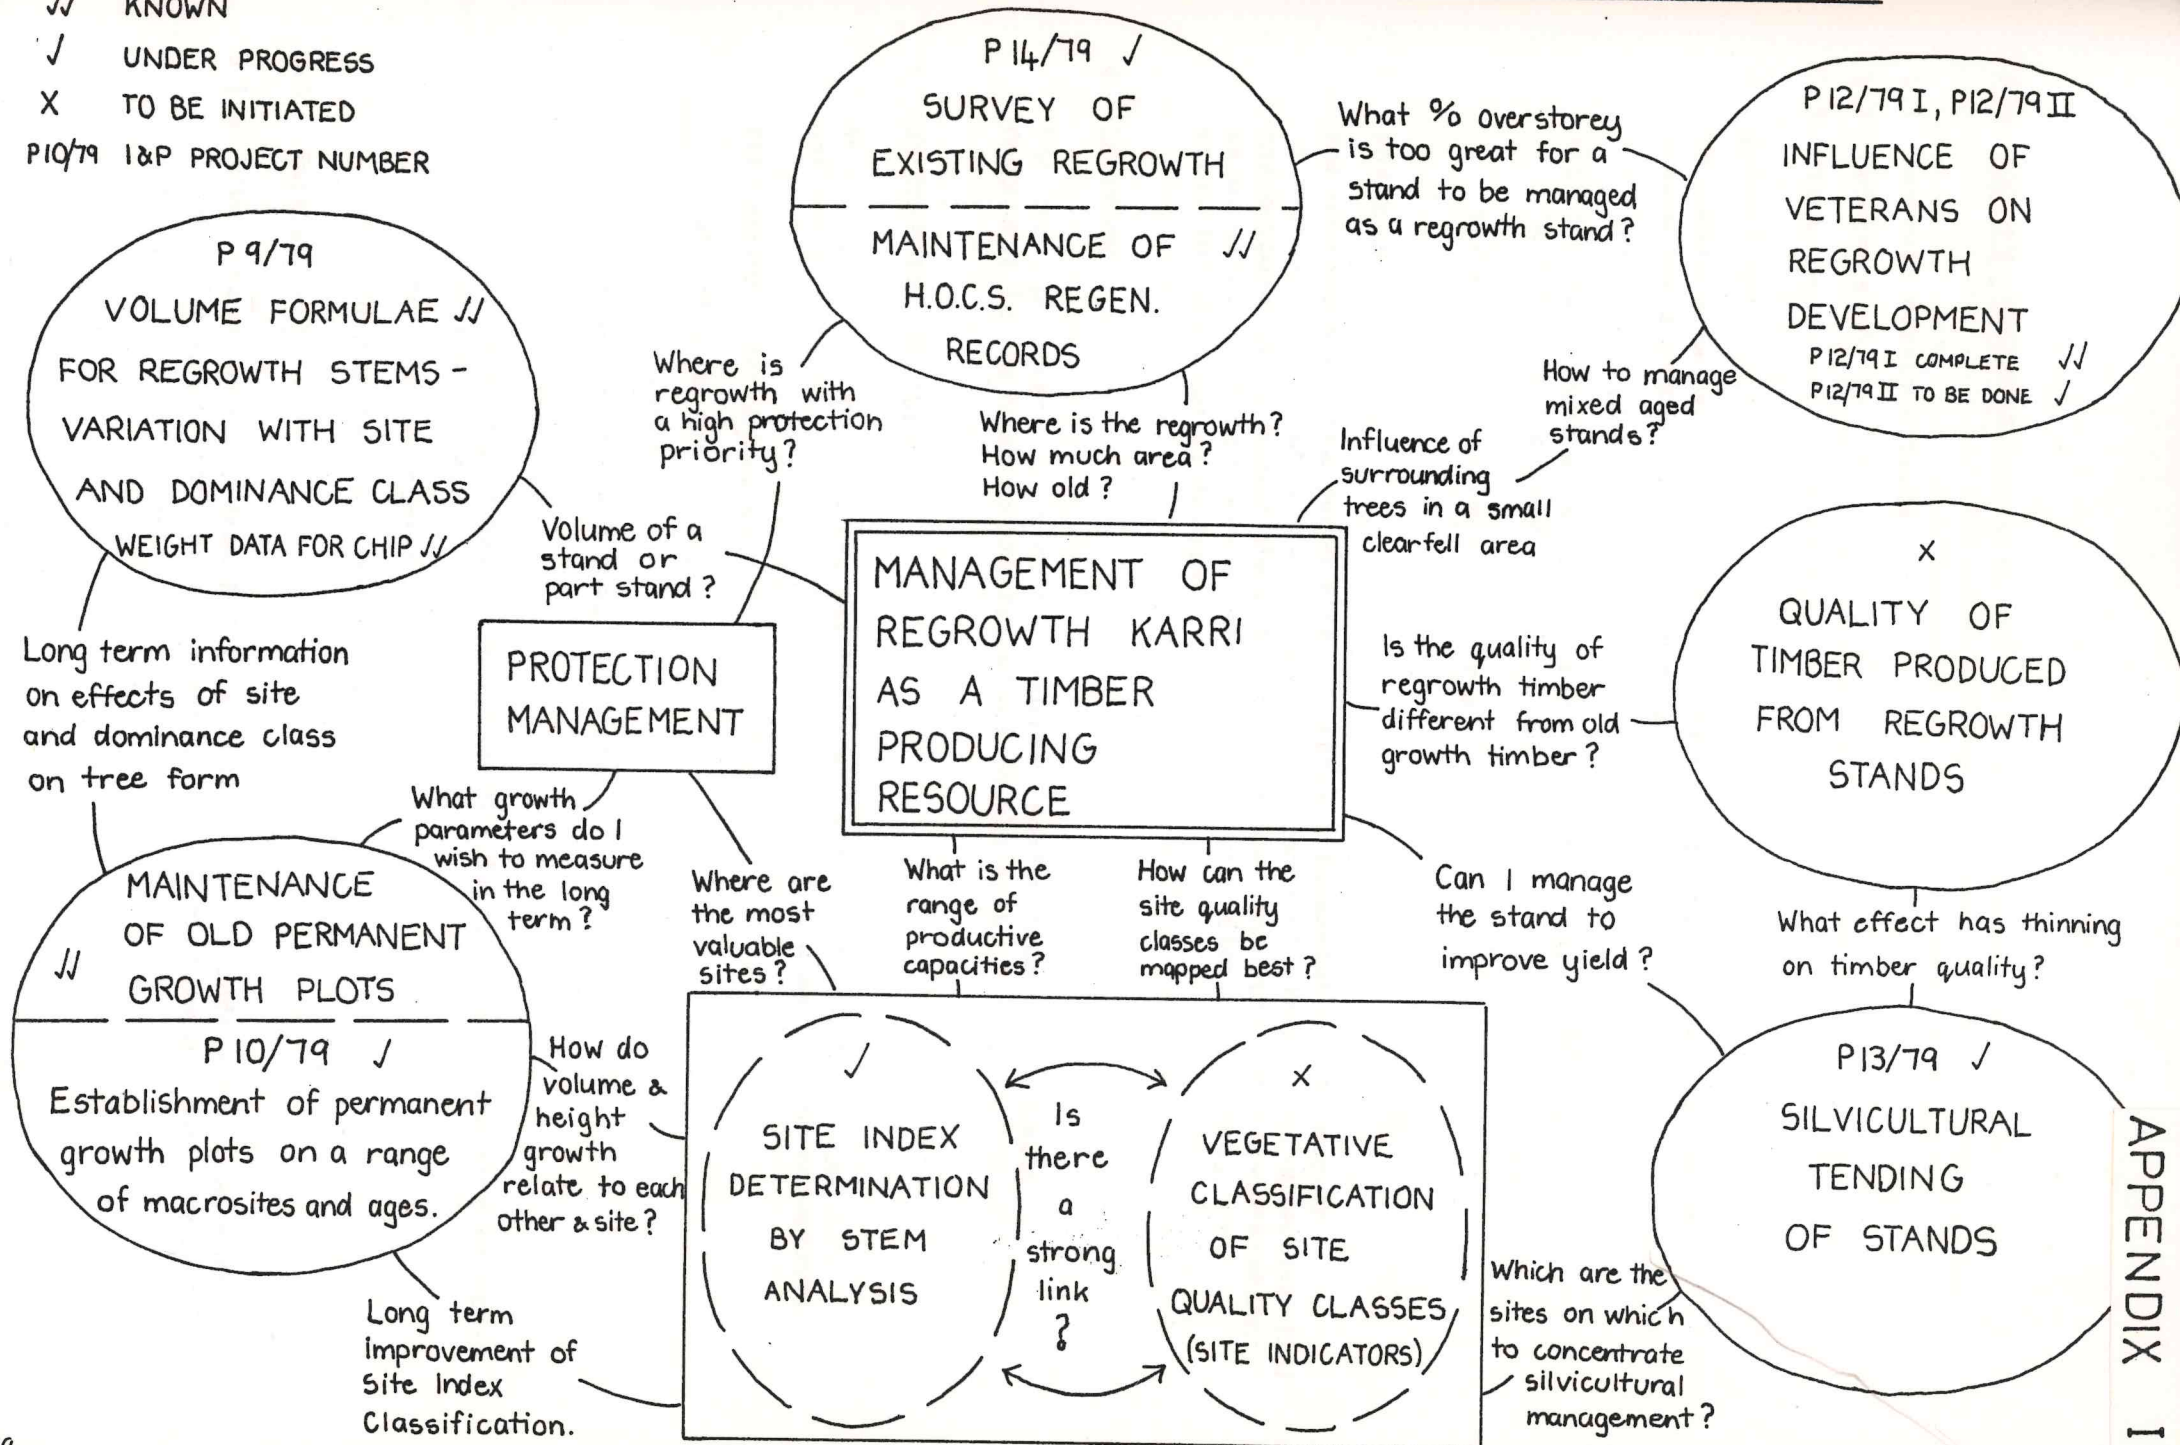 √√ KNOWN
√ UNDER PROGRESS
X TO BE INITIATED
P10/79 I&P PROJECT NUMBER
P 14/79 √
SURVEY OF
EXISTING REGROWTH
MAINTENANCE OF √√
H.O.C.S. REGEN.
RECORDS
What % overstorey
is too great for a
stand to be managed
as a regrowth stand?
P12/79 I, P12/79 II
INFLUENCE OF
VETERANS ON
REGROWTH
DEVELOPMENT
P12/79 I COMPLETE √√
P12/79 II TO BE DONE √
P 9/79
VOLUME FORMULAE √√
FOR REGROWTH STEMS -
VARIATION WITH SITE
AND DOMINANCE CLASS
WEIGHT DATA FOR CHIP √√
Where is
regrowth with
a high protection
priority?
Where is the regrowth?
How much area?
How old?
Influence of
surrounding
trees in a small
clearfell area
How to manage
mixed aged
stands?
Volume of a
stand or
part stand?
MANAGEMENT OF
REGROWTH KARRI
AS A TIMBER
PRODUCING
RESOURCE
PROTECTION
MANAGEMENT
Is the quality of
regrowth timber
different from old
growth timber?
X
QUALITY OF
TIMBER PRODUCED
FROM REGROWTH
STANDS
Long term information
on effects of site
and dominance class
on tree form
What growth
parameters do I
wish to measure
in the long
term?
Where are
the most
valuable
sites?
What is the
range of
productive
capacities?
How can the
site quality
classes be
mapped best?
Can I manage
the stand to
improve yield?
What effect has thinning
on timber quality?
MAINTENANCE
OF OLD PERMANENT
√√ GROWTH PLOTS
P 10/79 √
Establishment of permanent
growth plots on a range
of macrosites and ages.
How do
volume &
height
growth
relate to each
other & site?
√
SITE INDEX
DETERMINATION
BY STEM
ANALYSIS
Is
there
a
strong
link
?
X
VEGETATIVE
CLASSIFICATION
OF SITE
QUALITY CLASSES
(SITE INDICATORS)
P13/79 √
SILVICULTURAL
TENDING
OF STANDS
Long term
improvement of
Site Index
Classification.
Which are the
sites on which
to concentrate
silvicultural
management?
APPENDIX I